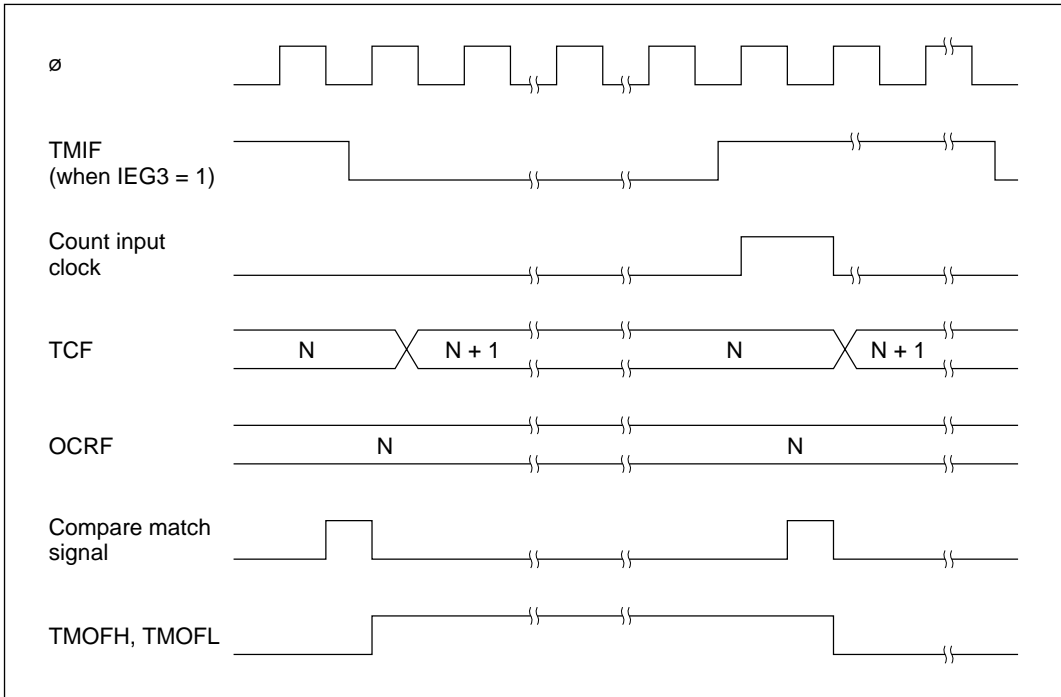 ø
TMIF
(when IEG3 = 1)
Count input
clock
TCF
N
N + 1
N
N + 1
OCRF
N
N
Compare match
signal
TMOFH, TMOFL